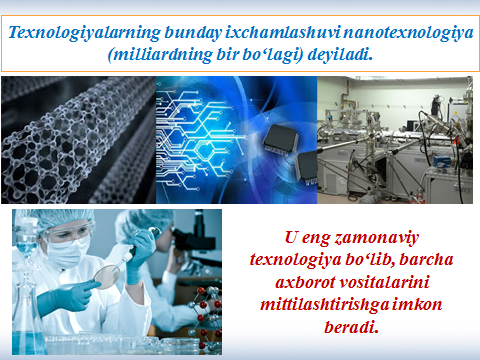 Texnologiyalarning bunday ixchamlashuvi nanotexnologiya
(milliardning bir bo‘lagi) deyiladi.
U eng zamonaviy
texnologiya bo‘lib, barcha
axborot vositalarini
mittilashtirishga imkon
beradi.